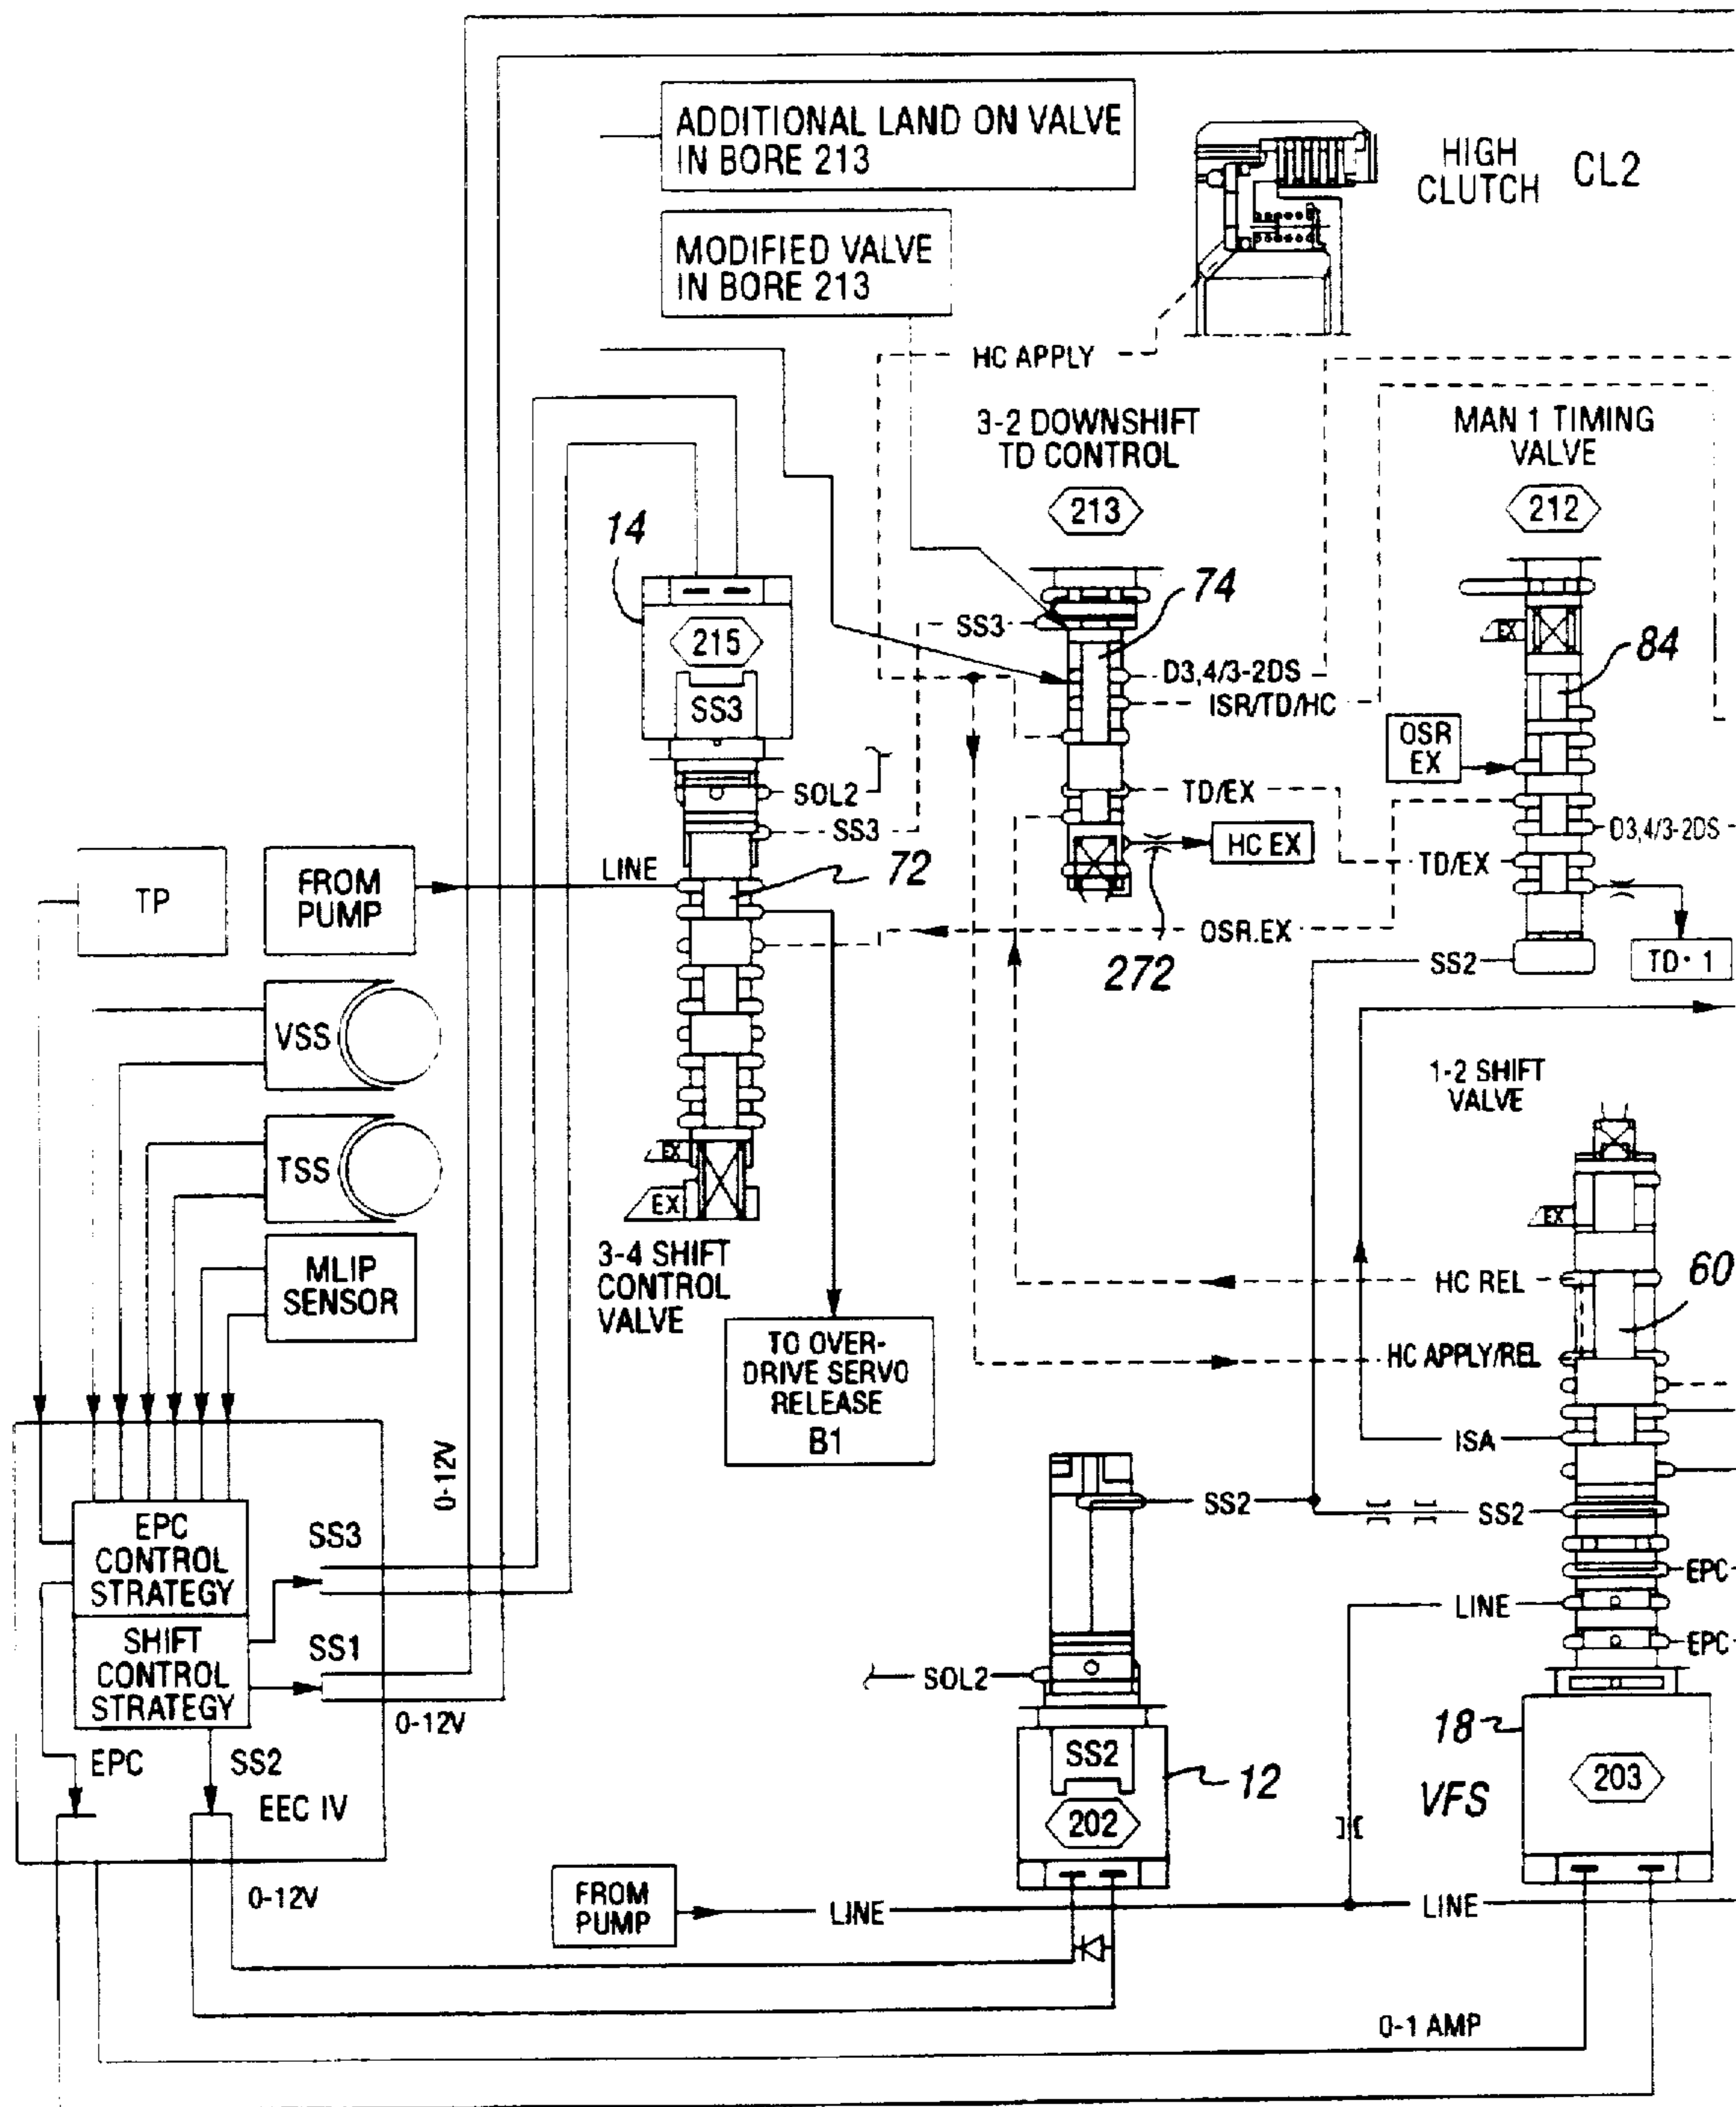 ADDITIONAL LAND ON VALVE
IN BORE 213
HIGH
CLUTCH
CL2
MODIFIED VALVE
IN BORE 213
HC APPLY
3-2 DOWNSHIFT
TD CONTROL
MAN 1 TIMING
VALVE
213
212
14
74
SS3
215
EX
84
D3,4/3-2DS
SS3
ISR/TD/HC
OSR
EX
SOL2
TD/EX
SS3
D3,4/3-2DS
HC EX
TP
FROM
PUMP
LINE
72
TD/EX
OSR.EX
SS2
TD·1
272
VSS
1-2 SHIFT
VALVE
TSS
EX
EX
EX
3-4 SHIFT
CONTROL
VALVE
MLIP
SENSOR
HC REL
60
TO OVER-
DRIVE SERVO
RELEASE
B1
HC APPLY/REL
ISA
0-12V
SS2
SS2
EPC
CONTROL
STRATEGY
SS3
EPC
LINE
SHIFT
CONTROL
STRATEGY
SS1
EPC
SOL2
0-12V
18
EPC
SS2
SS2
12
203
VFS
EEC IV
202
0-12V
FROM
PUMP
LINE
LINE
0-1 AMP